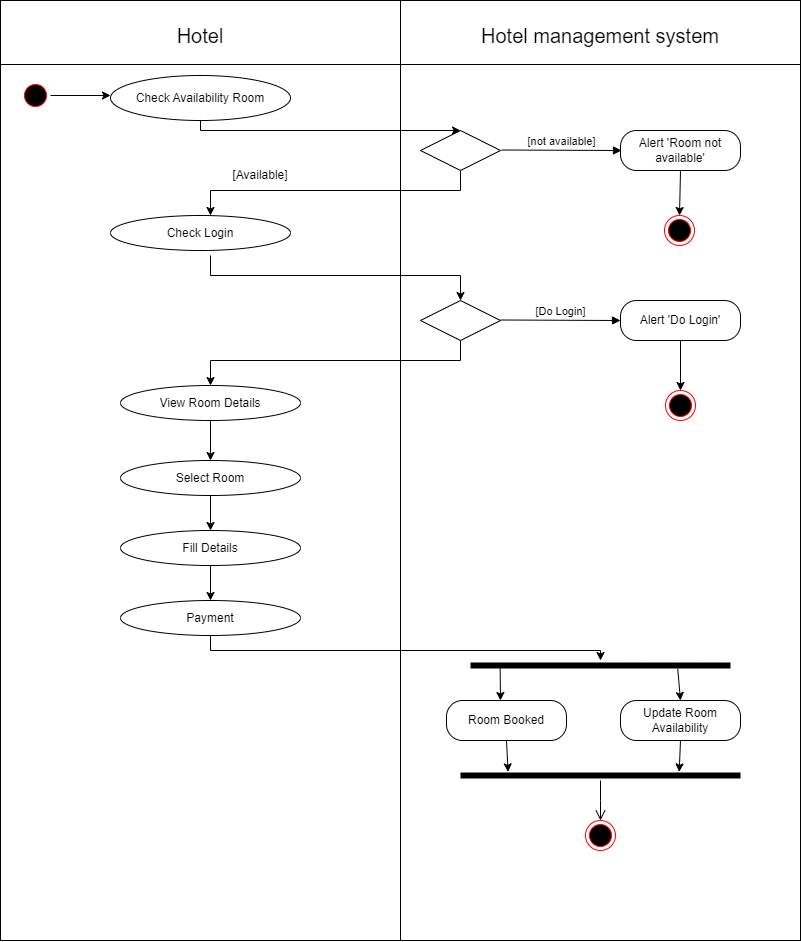 Hotel
Hotel management system
Check Availability Room
[not available]
Alert 'Room not
available'
[Available]
Check Login
[Do Login]
Alert 'Do Login'
View Room Details
Select Room
Fill Details
Payment
Room Booked
Update Room
Availability